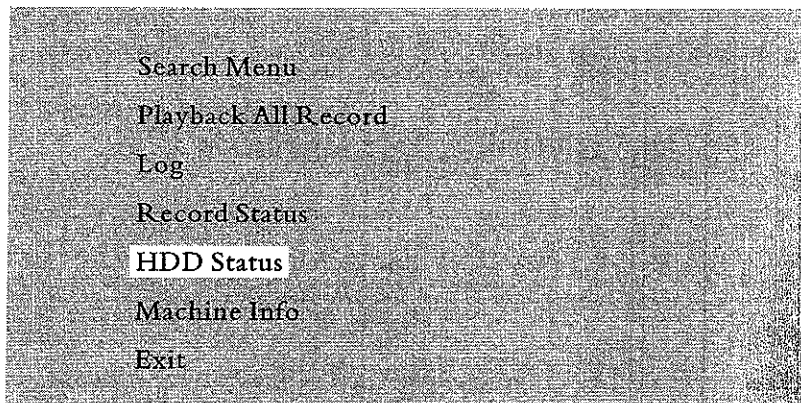 Search Menu
Playback All Record
Log
Record Status
HDD Status
Machine Info
Exit